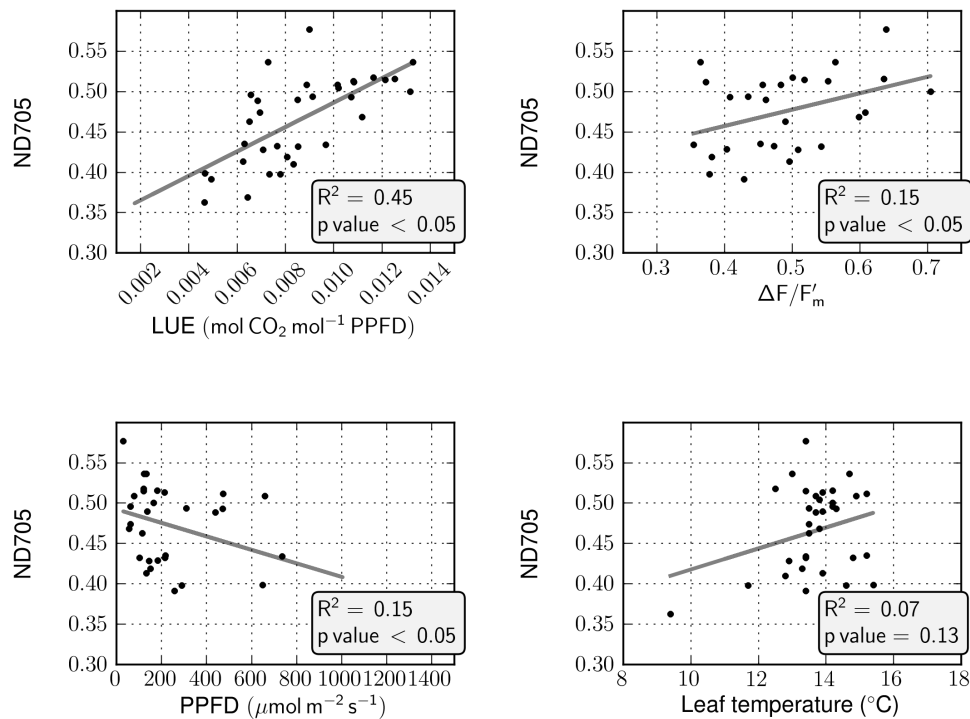 ND705
0.55
0.50
0.45
0.40
0.35
0.30
R² = 0.45
p value < 0.05
0.002
0.004
0.006
0.008
0.010
0.012
0.014
LUE (mol CO₂ mol⁻¹ PPFD)
ND705
0.55
0.50
0.45
0.40
0.35
0.30
R² = 0.15
p value < 0.05
0.3 0.4 0.5 0.6 0.7
ΔF/F′ₘ
ND705
0.55
0.50
0.45
0.40
0.35
0.30
R² = 0.15
p value < 0.05
0 200 400 600 800 1000 1200 1400
PPFD (μmol m⁻² s⁻¹)
ND705
0.55
0.50
0.45
0.40
0.35
0.30
R² = 0.07
p value = 0.13
8 10 12 14 16 18
Leaf temperature (°C)